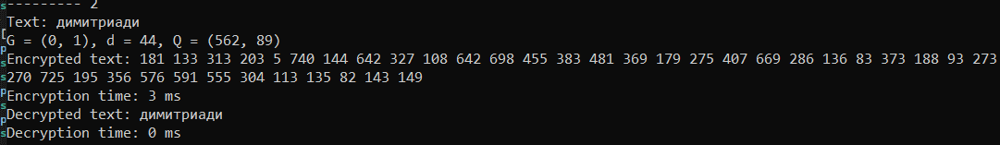 --------- 2
Text: димитриади
G = (0, 1), d = 44, Q = (562, 89)
Encrypted text: 181 133 313 203 5 740 144 642 327 108 642 698 455 383 481 369 179 275 407 669 286 136 83 373 188 93 273
270 725 195 356 576 591 555 304 113 135 82 143 149
Encryption time: 3 ms
Decrypted text: димитриади
Decryption time: 0 ms